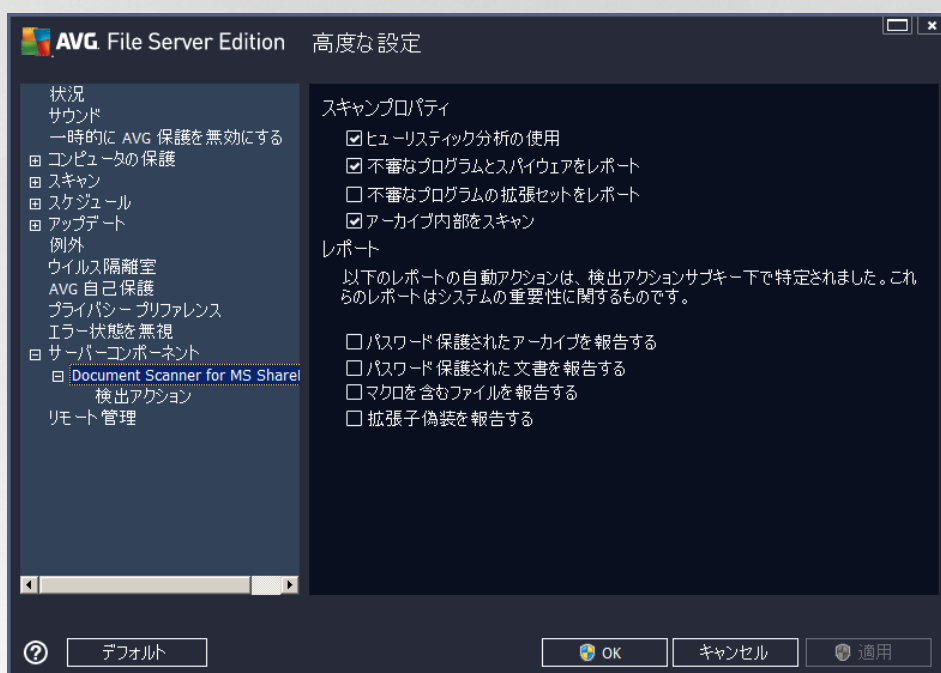 AVG. File Server Edition 高度な設定
状況
サウンド
一時的に AVG 保護を無効にする
コンピュータの保護
スキャン
スケジュール
アップデート
例外
ウイルス隔離室
AVG 自己保護
プライバシー プリファレンス
エラー状態を無視
サーバーコンポーネント
Document Scanner for MS Share
検出アクション
リモート管理
スキャンプロパティ
ヒューリスティック分析の使用
不審なプログラムとスパイウェアをレポート
不審なプログラムの拡張セットをレポート
アーカイブ内部をスキャン
レポート
以下のレポートの自動アクションは、検出アクションサブキー下で特定されました。これ
らのレポートはシステムの重要性に関するものです。
パスワード保護されたアーカイブを報告する
パスワード保護された文書を報告する
マクロを含むファイルを報告する
拡張子偽装を報告する
デフォルト
OK
キャンセル
適用